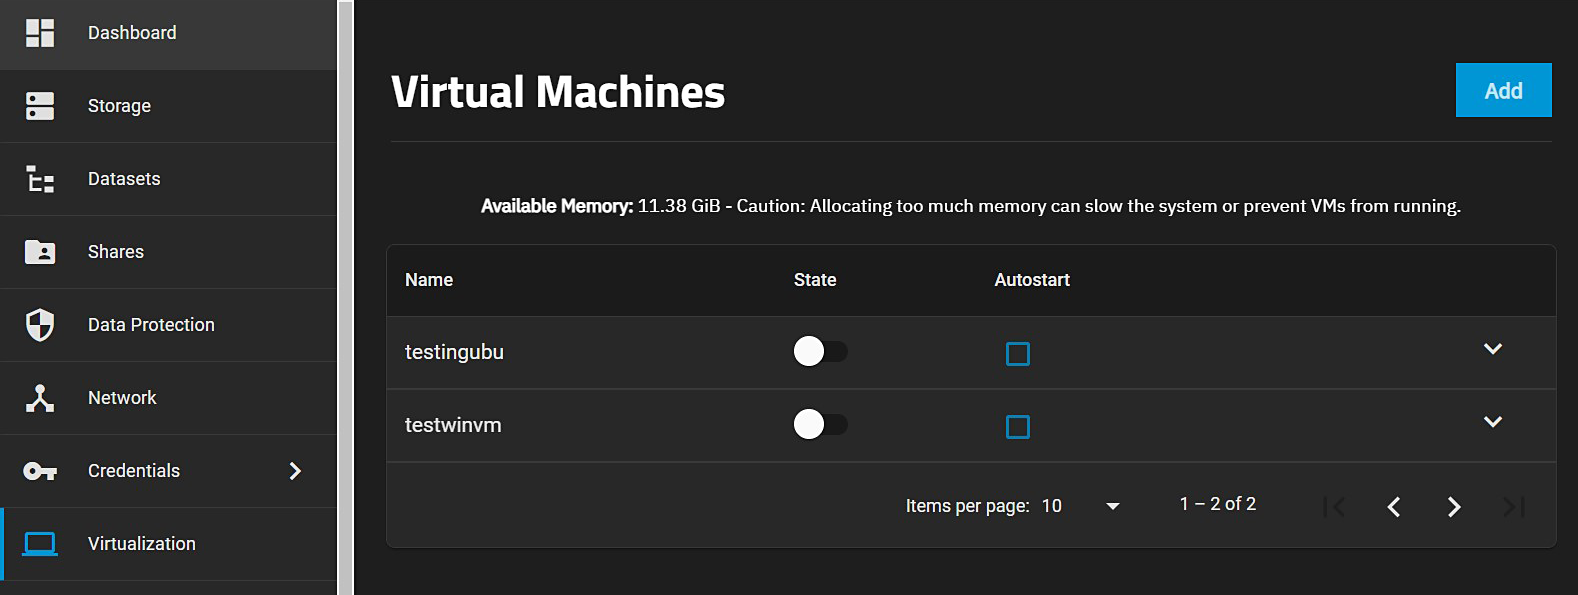 Dashboard
Storage
Datasets
Shares
Data Protection
Network
Credentials
Virtualization
Virtual Machines
Add
Available Memory: 11.38 GiB - Caution: Allocating too much memory can slow the system or prevent VMs from running.
Name State Autostart
testingubu
testwinvm
Items per page: 10 1 – 2 of 2